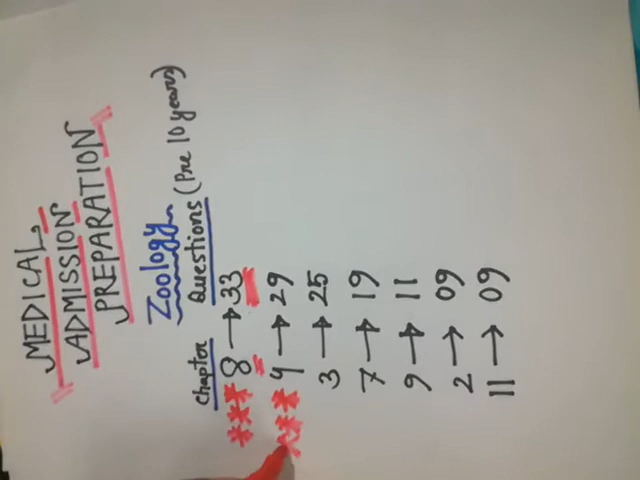 MEDICAL
ADMISSION
PREPARATION
Zoology
Chapter Questions (Pre 10 years)
*** 8 → 33
*** 4 → 29
3 → 25
7 → 19
9 → 11
2 → 09
11 → 09